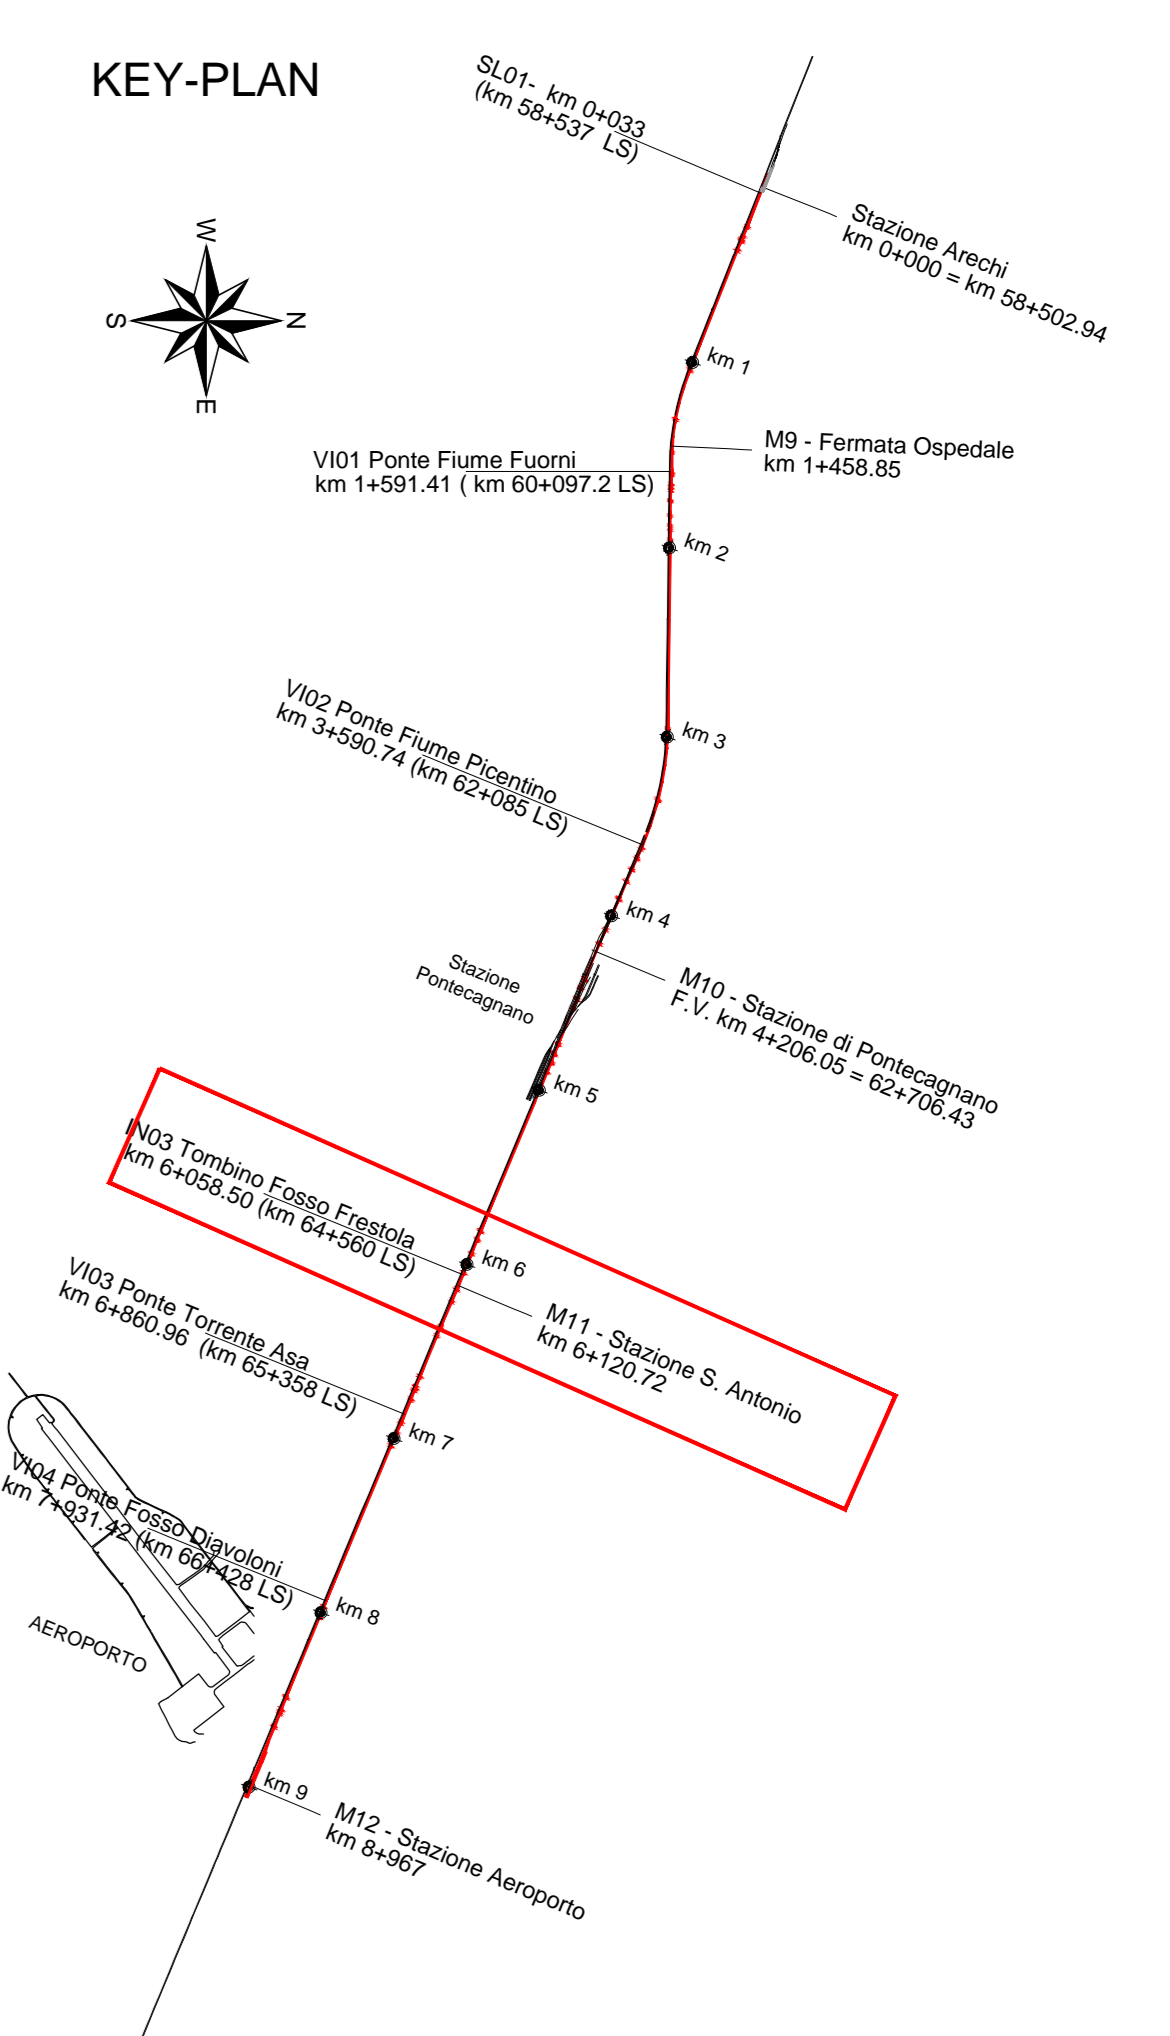 KEY-PLAN
SL01-  km 0+033
(km 58+537  LS)
W
S
N
E
Stazione Arechi
km 0+000 = km 58+502.94
km 1
M9 - Fermata Ospedale
km 1+458.85
VI01 Ponte Fiume Fuorni
km 1+591.41 ( km 60+097.2 LS)
km 2
VI02 Ponte Fiume Picentino
km 3+590.74 (km 62+085 LS)
km 3
km 4
Stazione
Pontecagnano
M10 - Stazione di Pontecagnano
F.V. km 4+206.05 = 62+706.43
km 5
IN03 Tombino Fosso Frestola
km 6+058.50 (km 64+560 LS)
km 6
M11 - Stazione S. Antonio
km 6+120.72
VI03 Ponte Torrente Asa
km 6+860.96  (km 65+358 LS)
km 7
VI04 Ponte Fosso Diavoloni
km 7+931.42 (km 66+428 LS)
km 8
AEROPORTO
km 9
M12 - Stazione Aeroporto
km 8+967